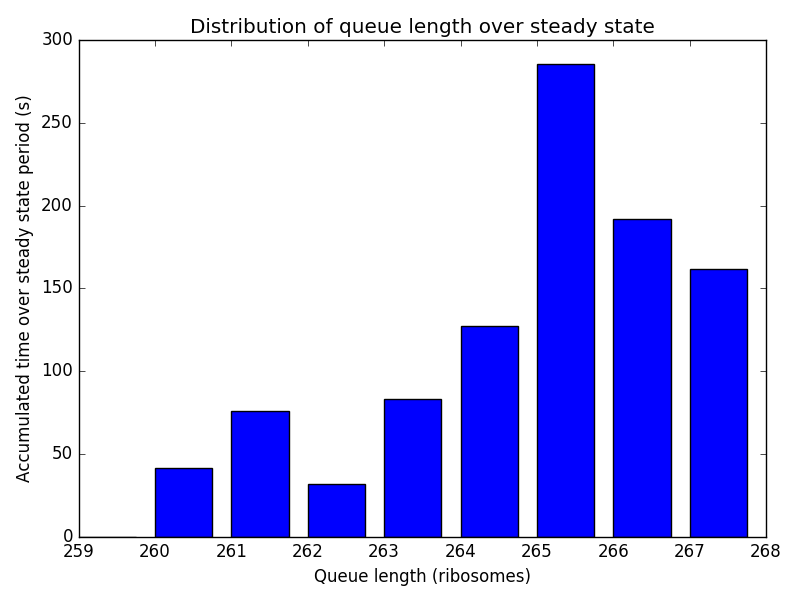 Distribution of queue length over steady state
300
250
200
150
100
50
0
Accumulated time over steady state period (s)
259 260 261 262 263 264 265 266 267 268
Queue length (ribosomes)